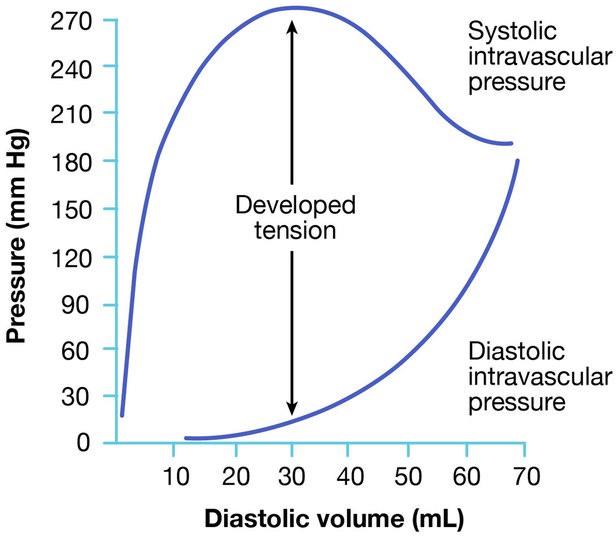 270
240
210
180
150
120
90
60
30
0
Pressure (mm Hg)
Systolic
intravascular
pressure
Developed
tension
Diastolic
intravascular
pressure
10 20 30 40 50 60 70
Diastolic volume (mL)